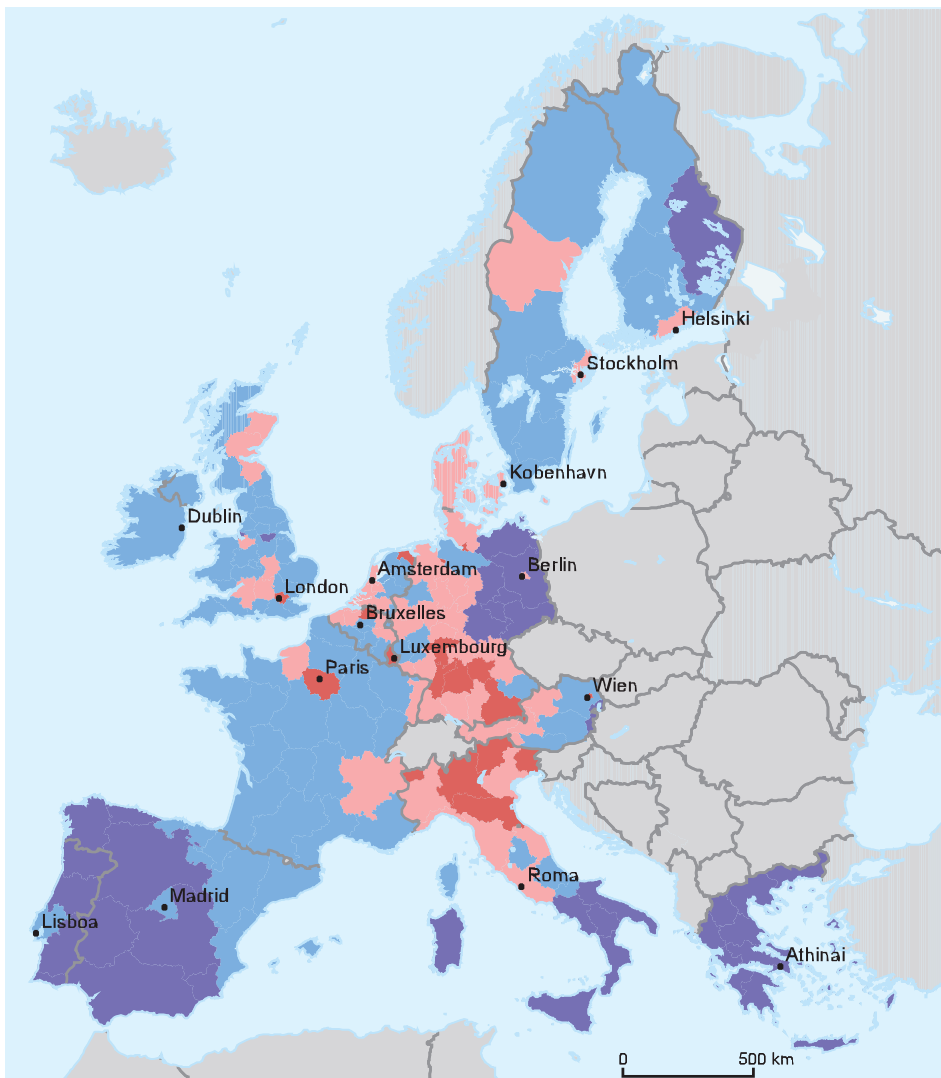 Helsinki
Stockholm
Kobenhavn
Dublin
Amsterdam
Berlin
London
Bruxelles
Luxembourg
Paris
Wien
Roma
Madrid
Lisboa
Athinai
0 500 km